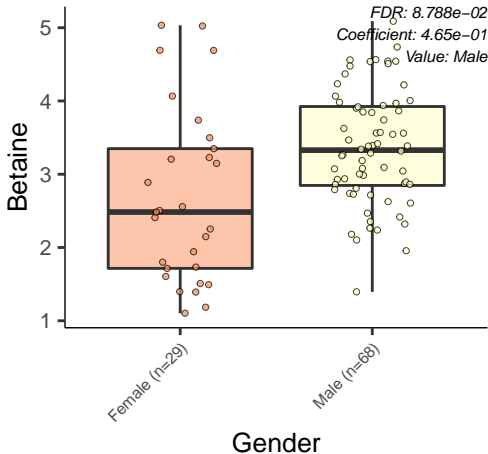 FDR: 8.788e−02
Coefficient: 4.65e−01
Value: Male
Betaine
5
4
3
2
1
Female (n=29)
Male (n=68)
Gender